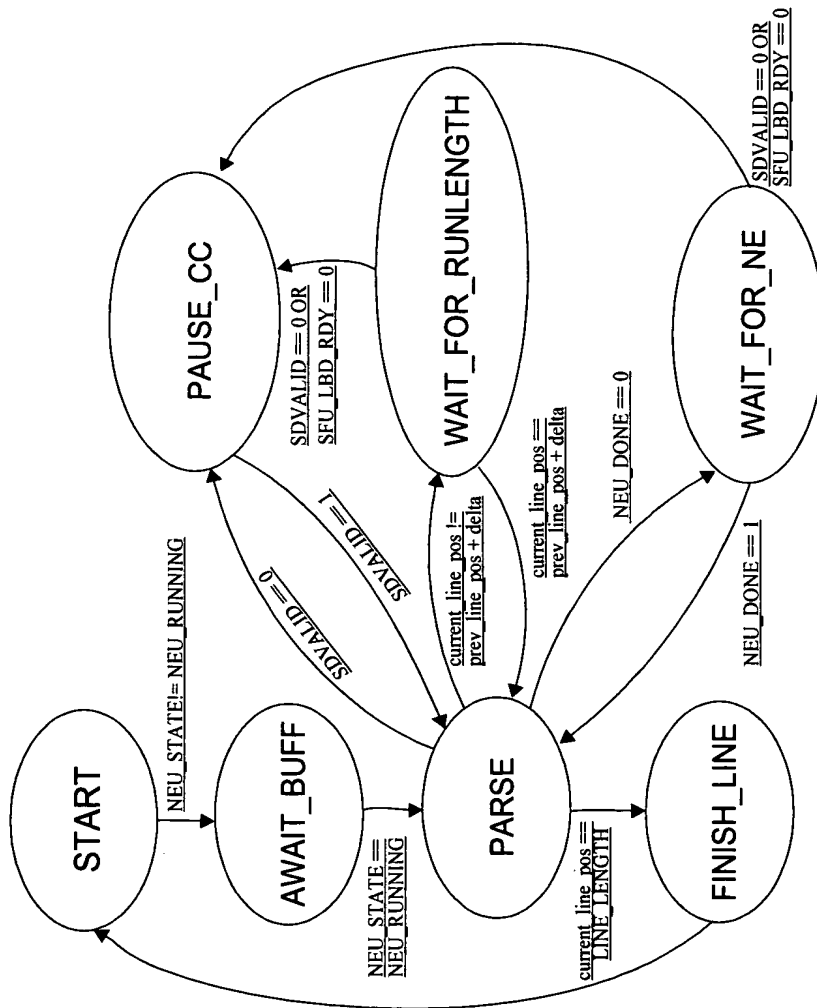 START
NEU_STATE!= NEU_RUNNING
AWAIT_BUFF
NEU_STATE ==
NEU_RUNNING
PARSE
current_line_pos ==
LINE_LENGTH
FINISH_LINE
PAUSE_CC
SDVALID == 0 OR
SFU_LBD_RDY == 0
SDVALID == 1
SDVALID == 0
WAIT_FOR_RUNLENGTH
current_line_pos !=
prev_line_pos + delta
current_line_pos ==
prev_line_pos + delta
NEU_DONE == 0
WAIT_FOR_NE
NEU_DONE == 1
SDVALID == 0 OR
SFU_LBD_RDY == 0